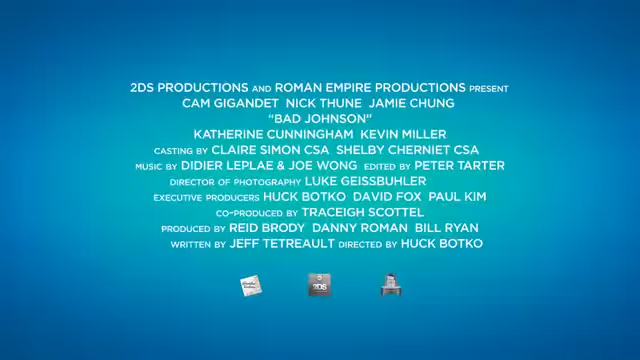 2DS PRODUCTIONS AND ROMAN EMPIRE PRODUCTIONS PRESENT
CAM GIGANDET NICK THUNE JAMIE CHUNG
“BAD JOHNSON”
KATHERINE CUNNINGHAM KEVIN MILLER
CASTING BY CLAIRE SIMON CSA SHELBY CHERNIET CSA
MUSIC BY DIDIER LEPLAE & JOE WONG EDITED BY PETER TARTER
DIRECTOR OF PHOTOGRAPHY LUKE GEISSBUHLER
EXECUTIVE PRODUCERS HUCK BOTKO DAVID FOX PAUL KIM
CO-PRODUCED BY TRACEIGH SCOTTEL
PRODUCED BY REID BRODY DANNY ROMAN BILL RYAN
WRITTEN BY JEFF TETREAULT DIRECTED BY HUCK BOTKO
2DS